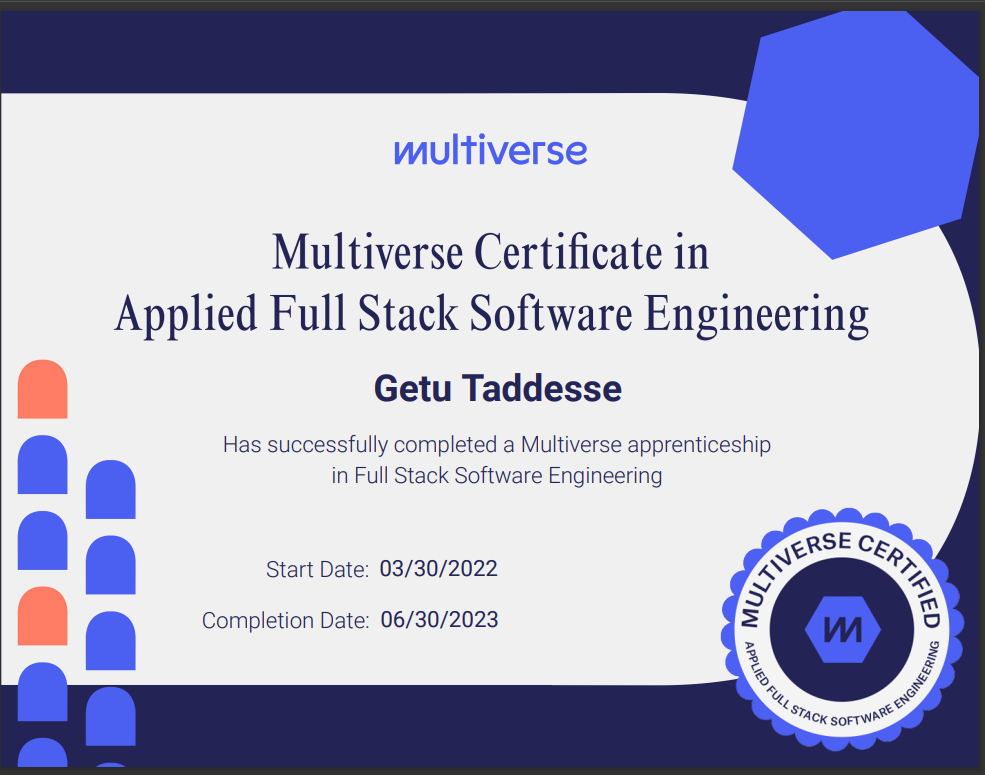 multiverse
Multiverse Certificate in
Applied Full Stack Software Engineering
Getu Taddesse
Has successfully completed a Multiverse apprenticeship
in Full Stack Software Engineering
Start Date: 03/30/2022
Completion Date: 06/30/2023
MULTIVERSE CERTIFIED
M
APPLIED FULL STACK SOFTWARE ENGINEERING